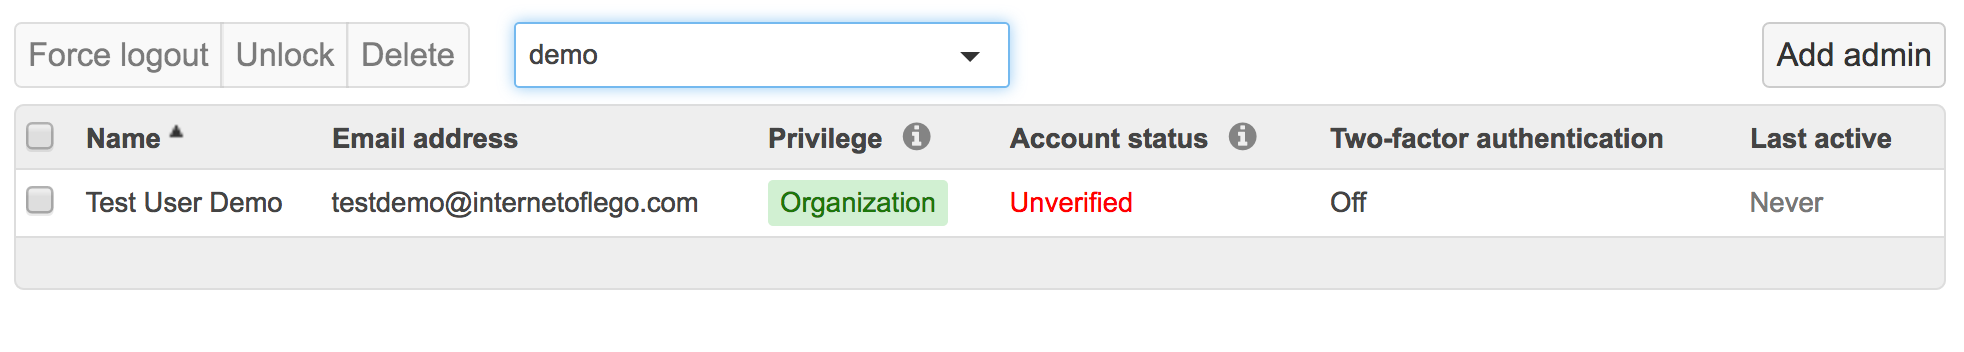 Force logout Unlock Delete demo Add admin
Name Email address Privilege Account status Two-factor authentication Last active
Test User Demo testdemo@internetoflego.com Organization Unverified Off Never